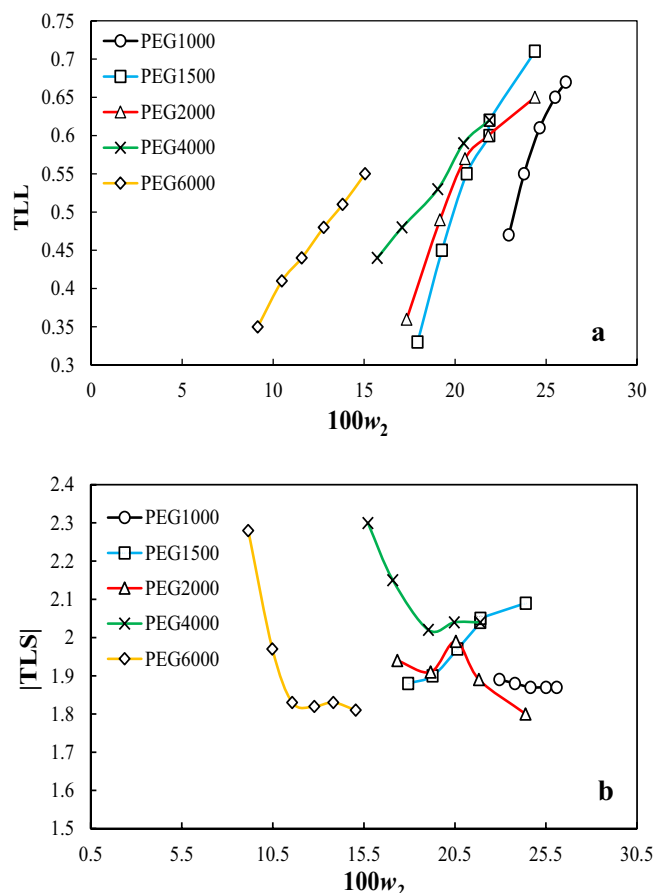 0.75
0.7
0.65
0.6
0.55
0.5
0.45
0.4
0.35
0.3
TLL
PEG1000
PEG1500
PEG2000
PEG4000
PEG6000
a
0 5 10 15 20 25 30
100w₂
2.4
2.3
2.2
2.1
2
1.9
1.8
1.7
1.6
1.5
|TLS|
PEG1000
PEG1500
PEG2000
PEG4000
PEG6000
b
0.5 5.5 10.5 15.5 20.5 25.5 30.5
100w₂